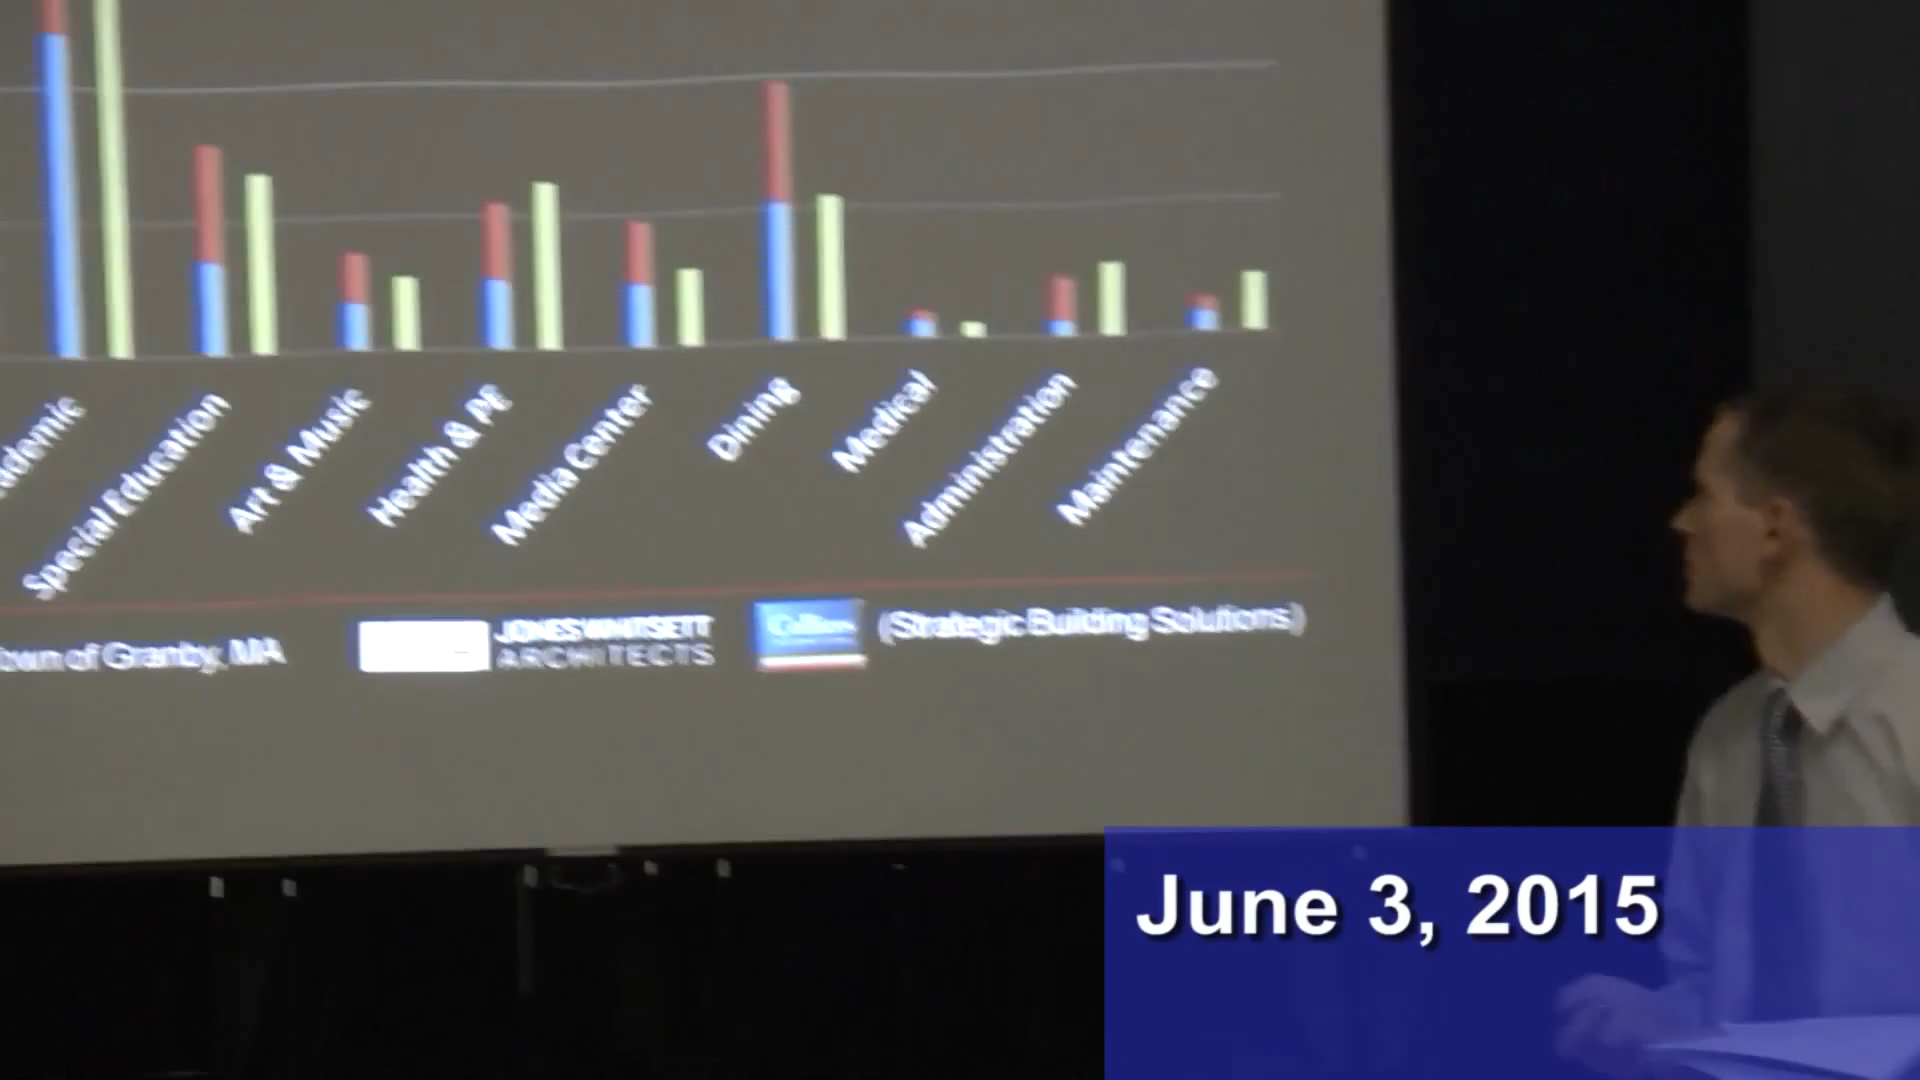 ademic
Special Education
Art & Music
Health & PE
Media Center
Dining
Medical
Administration
Maintenance
Town of Granby, MA
JONES WHITSETT
ARCHITECTS
Colliers
(Strategic Building Solutions)
June 3, 2015